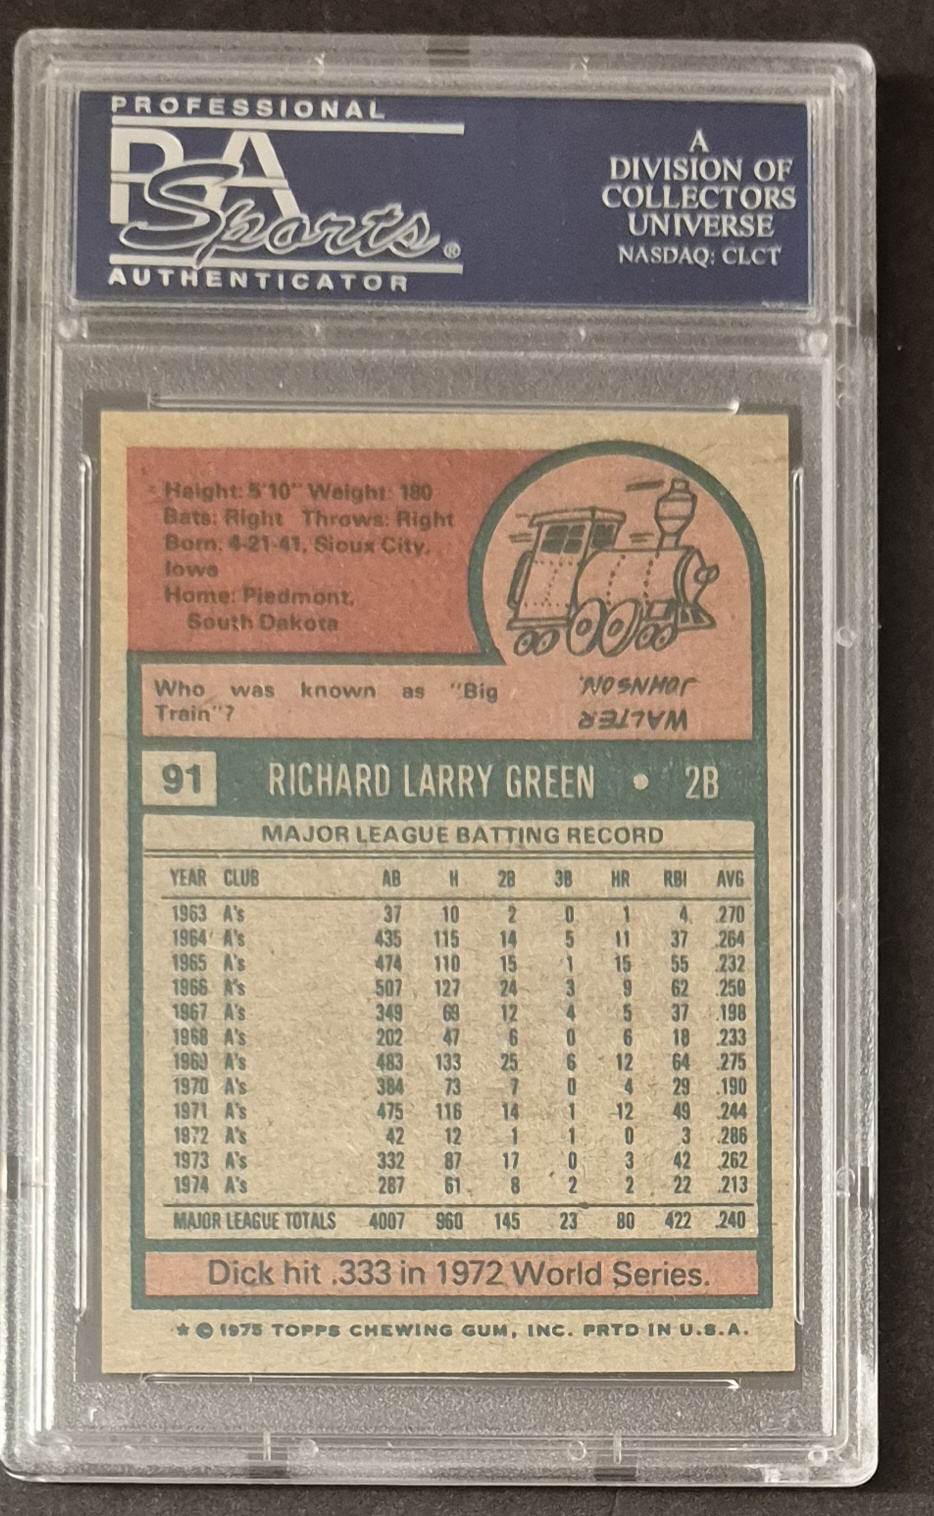 PROFESSIONAL
PSA
Sports®
AUTHENTICATOR
A
DIVISION OF
COLLECTORS
UNIVERSE
NASDAQ: CLCT
Height: 5'10" Weight: 180
Bats: Right Throws: Right
Born: 4-21-41, Sioux City,
Iowa
Home: Piedmont,
South Dakota
Who was known as "Big
Train"?
WALTER
JOHNSON.
91 RICHARD LARRY GREEN • 2B
MAJOR LEAGUE BATTING RECORD
YEAR CLUB AB H 2B 3B HR RBI AVG
1963 A's 37 10 2 0 1 4 .270
1964 A's 435 115 14 5 11 37 .264
1965 A's 474 110 15 1 15 55 .232
1966 A's 507 127 24 3 9 62 .250
1967 A's 349 69 12 4 5 37 .198
1968 A's 202 47 6 0 6 18 .233
1969 A's 483 133 25 6 12 64 .275
1970 A's 384 73 7 0 4 29 .190
1971 A's 475 116 14 1 12 49 .244
1972 A's 42 12 1 1 0 3 .286
1973 A's 332 87 17 0 3 42 .262
1974 A's 287 61 8 2 2 22 .213
MAJOR LEAGUE TOTALS 4007 960 145 23 80 422 .240
Dick hit .333 in 1972 World Series.
★ © 1975 TOPPS CHEWING GUM, INC. PRTD IN U.S.A.